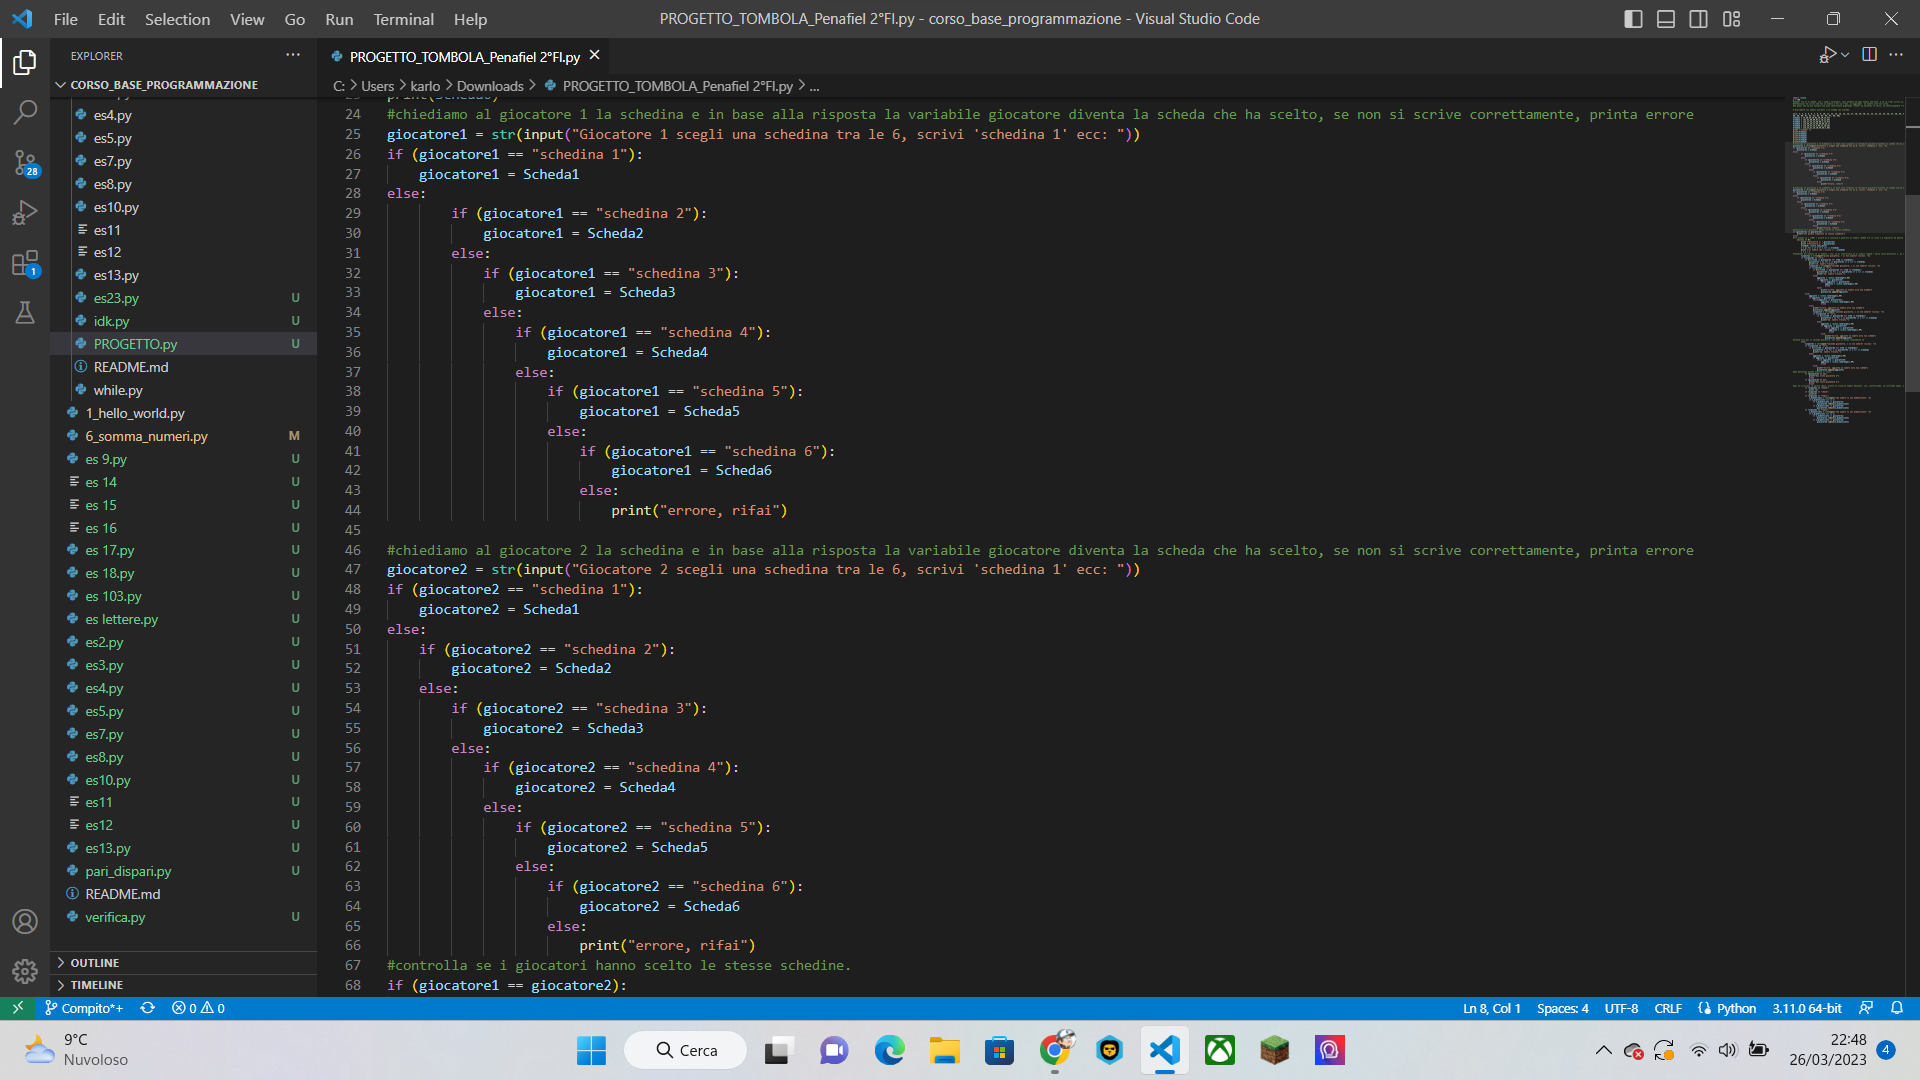 File Edit Selection View Go Run Terminal Help
PROGETTO_TOMBOLA_Penafiel 2°FI.py - corso_base_programmazione - Visual Studio Code
EXPLORER
PROGETTO_TOMBOLA_Penafiel 2°FI.py
CORSO_BASE_PROGRAMMAZIONE
C: > Users > karlo > Downloads > PROGETTO_TOMBOLA_Penafiel 2°FI.py > ...
es4.py
es5.py
es7.py
es8.py
es10.py
es11
es12
es13.py
es23.py U
idk.py U
PROGETTO.py U
README.md
while.py
1_hello_world.py
6_somma_numeri.py M
es 9.py U
es 14 U
es 15 U
es 16 U
es 17.py U
es 18.py U
es 103.py U
es lettere.py U
es2.py U
es3.py U
es4.py U
es5.py U
es7.py U
es8.py U
es10.py U
es11 U
es12 U
es13.py U
pari_dispari.py U
README.md
verifica.py U
OUTLINE
TIMELINE
28
1
24 #chiediamo al giocatore 1 la schedina e in base alla risposta la variabile giocatore diventa la scheda che ha scelto, se non si scrive correttamente, printa errore
25 giocatore1 = str(input("Giocatore 1 scegli una schedina tra le 6, scrivi 'schedina 1' ecc: "))
26 if (giocatore1 == "schedina 1"):
27 giocatore1 = Scheda1
28 else:
29 if (giocatore1 == "schedina 2"):
30 giocatore1 = Scheda2
31 else:
32 if (giocatore1 == "schedina 3"):
33 giocatore1 = Scheda3
34 else:
35 if (giocatore1 == "schedina 4"):
36 giocatore1 = Scheda4
37 else:
38 if (giocatore1 == "schedina 5"):
39 giocatore1 = Scheda5
40 else:
41 if (giocatore1 == "schedina 6"):
42 giocatore1 = Scheda6
43 else:
44 print("errore, rifai")
45
46 #chiediamo al giocatore 2 la schedina e in base alla risposta la variabile giocatore diventa la scheda che ha scelto, se non si scrive correttamente, printa errore
47 giocatore2 = str(input("Giocatore 2 scegli una schedina tra le 6, scrivi 'schedina 1' ecc: "))
48 if (giocatore2 == "schedina 1"):
49 giocatore2 = Scheda1
50 else:
51 if (giocatore2 == "schedina 2"):
52 giocatore2 = Scheda2
53 else:
54 if (giocatore2 == "schedina 3"):
55 giocatore2 = Scheda3
56 else:
57 if (giocatore2 == "schedina 4"):
58 giocatore2 = Scheda4
59 else:
60 if (giocatore2 == "schedina 5"):
61 giocatore2 = Scheda5
62 else:
63 if (giocatore2 == "schedina 6"):
64 giocatore2 = Scheda6
65 else:
66 print("errore, rifai")
67 #controlla se i giocatori hanno scelto le stesse schedine.
68 if (giocatore1 == giocatore2):
Compito*+ 0 0
Ln 8, Col 1 Spaces: 4 UTF-8 CRLF Python 3.11.0 64-bit
9°C
Nuvoloso
Cerca
22:48
26/03/2023
4